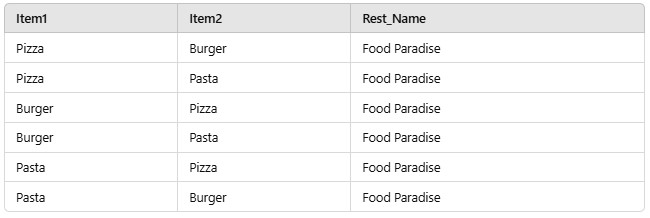 Item1 Item2 Rest_Name
Pizza Burger Food Paradise
Pizza Pasta Food Paradise
Burger Pizza Food Paradise
Burger Pasta Food Paradise
Pasta Pizza Food Paradise
Pasta Burger Food Paradise